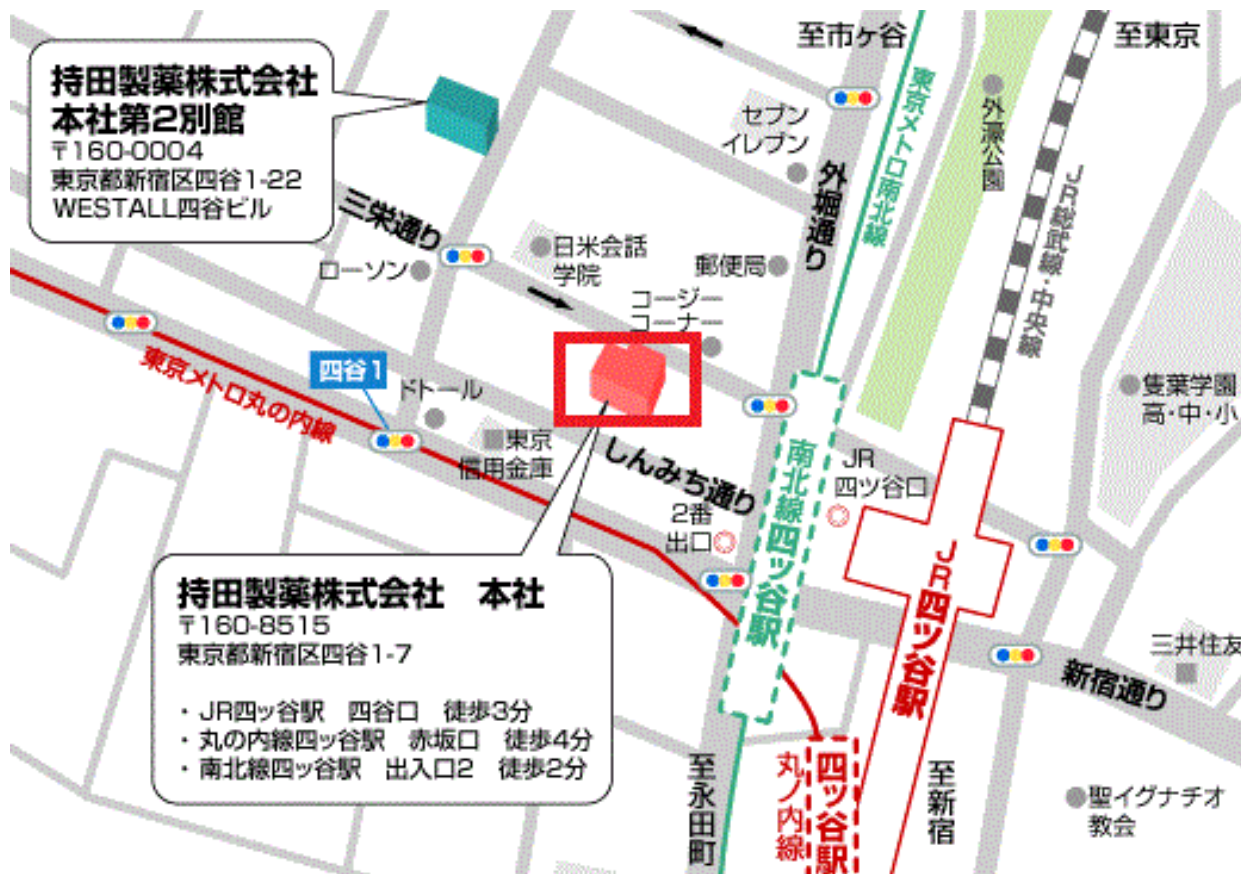 持田製薬株式会社
本社第2別館
〒160-0004
東京都新宿区四谷1-22
WESTALL四谷ビル
至市ヶ谷
至東京
東京メトロ南北線
外濠公園
セブン
イレブン
外堀通り
JR総武線・中央線
三栄通り
日米会話
学院
ローソン
郵便局
コージー
コーナー
東京メトロ丸の内線
四谷1
ドトール
東京
信用金庫
しんみち通り
隻葉学園
高・中・小
JR
四ツ谷口
2番
出口
南北線四ッ谷駅
JR四ツ谷駅
持田製薬株式会社 本社
〒160-8515
東京都新宿区四谷1-7
・JR四ッ谷駅 四谷口 徒歩3分
・丸の内線四ッ谷駅 赤坂口 徒歩4分
・南北線四ッ谷駅 出入口2 徒歩2分
三井住友
新宿通り
至永田町
丸ノ内線
四ッ谷駅
至新宿
聖イグナチオ
教会